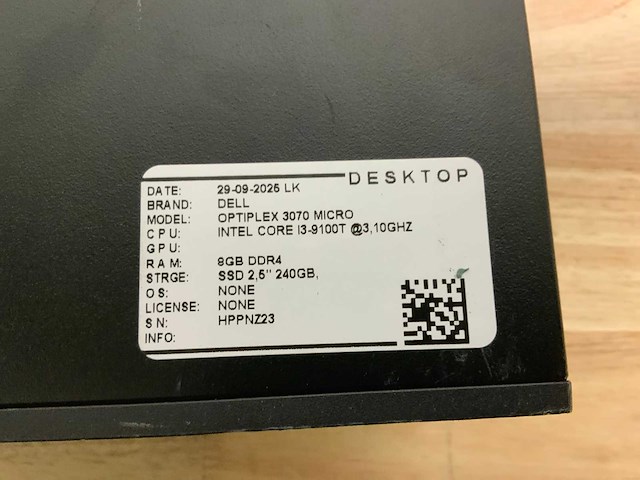 DESKTOP
DATE: 29-09-2025 LK
BRAND: DELL
MODEL: OPTIPLEX 3070 MICRO
CPU: INTEL CORE I3-9100T @3,10GHZ
GPU:
RAM: 8GB DDR4
STRGE: SSD 2,5" 240GB,
OS: NONE
LICENSE: NONE
SN: HPPNZ23
INFO: